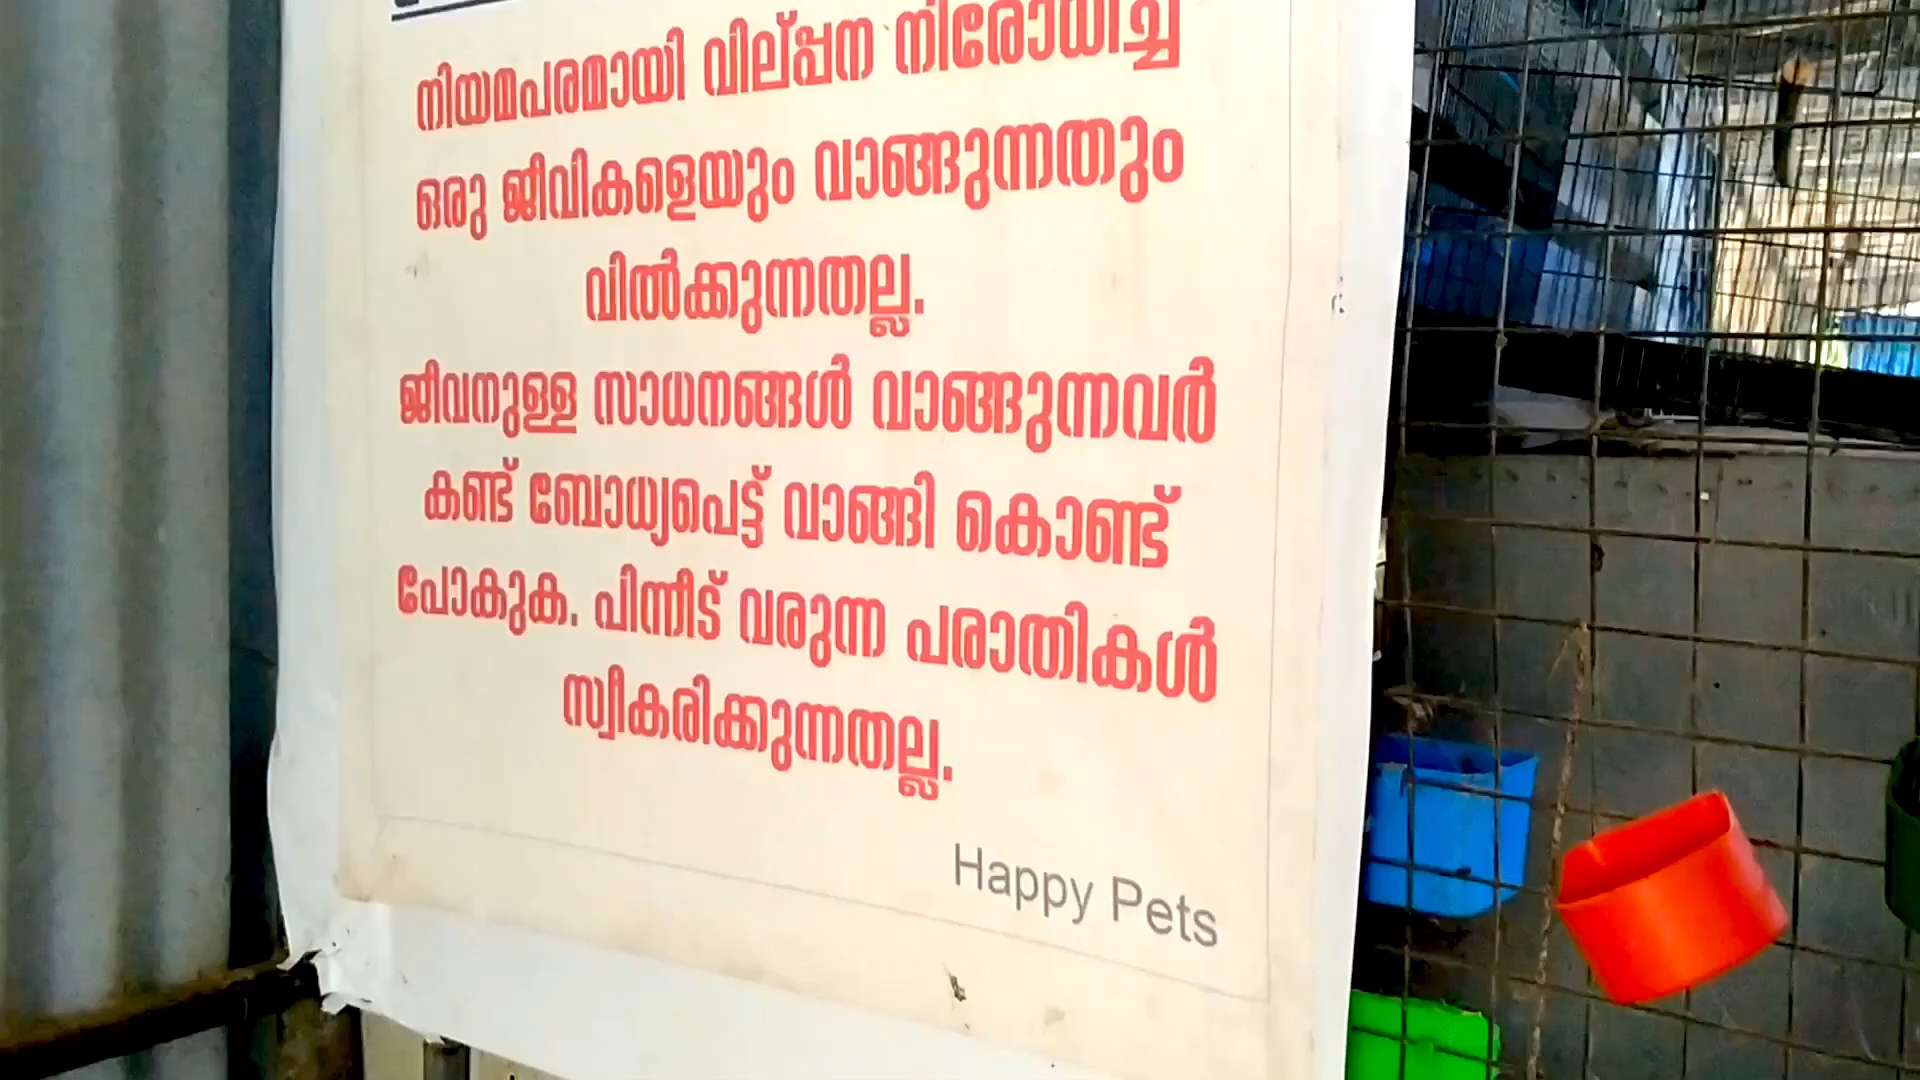 നിയമപരമായി വില്പ്പന നിരോധിച്ച
ഒരു ജീവികളെയും വാങ്ങുന്നതും
വിൽക്കുന്നതല്ല.
ജീവനുള്ള സാധനങ്ങൾ വാങ്ങുന്നവർ
കണ്ട് ബോധ്യപെട്ട് വാങ്ങി കൊണ്ട്
പോകുക. പിന്നീട് വരുന്ന പരാതികൾ
സ്വീകരിക്കുന്നതല്ല.
Happy Pets